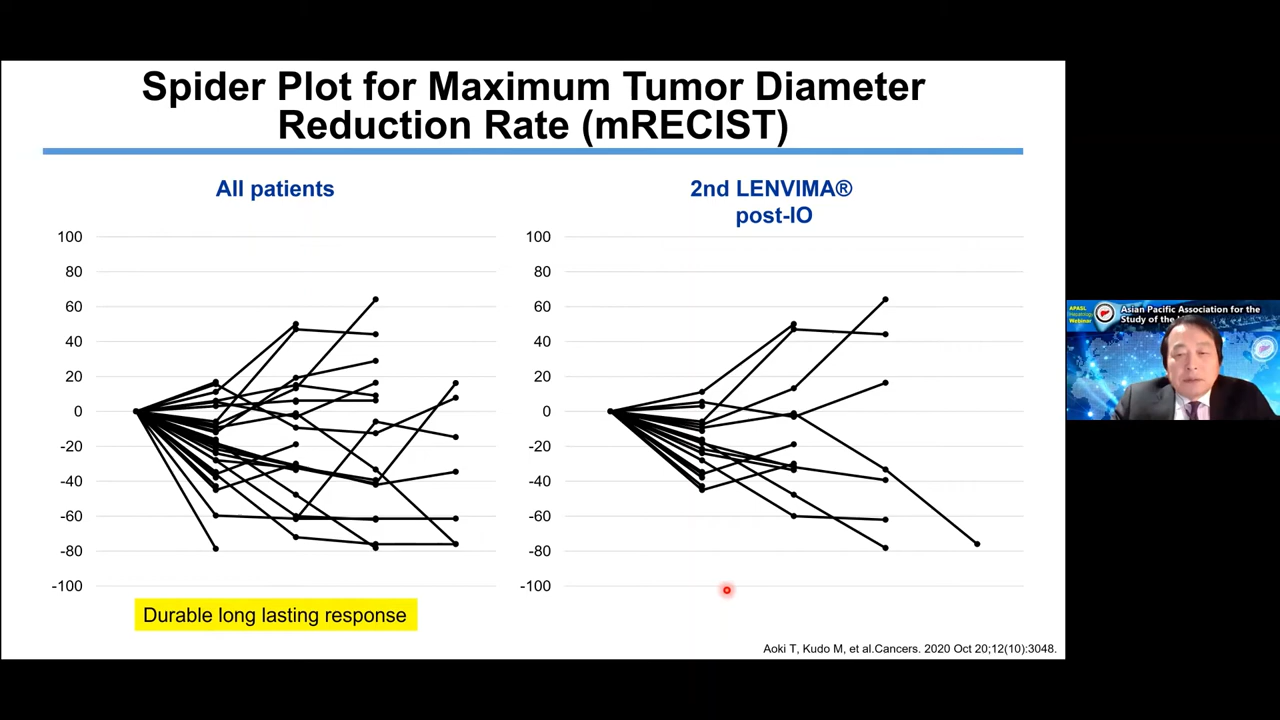 Spider Plot for Maximum Tumor Diameter
Reduction Rate (mRECIST)
All patients
100
80
60
40
20
0
-20
-40
-60
-80
-100
Durable long lasting response
2nd LENVIMA®
post-IO
100
80
60
40
20
0
-20
-40
-60
-80
-100
Aoki T, Kudo M, et al.Cancers. 2020 Oct 20;12(10):3048.
APASL
Hepatology
Webinar
Asian Pacific Association for the
Study of the